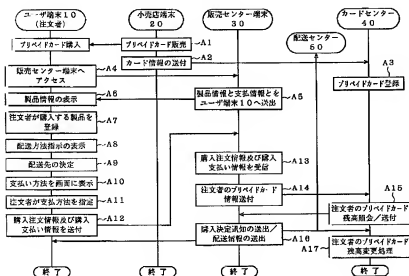 ユーザ端末10
(注文者)
小売店端末
20
販売センター端末
30
配送センター
50
カードセンター
40
プリペイドカード購入
プリペイドカード販売
A1
カード情報の送付
A2
A3
プリペイドカード登録
販売センター端末へ
アクセス
A4
製品情報と支払情報とを
ユーザ端末10へ送出
A5
製品情報の表示
A6
注文者が購入する製品を
登録
A7
配送方法指示の表示
A8
配送先の決定
A9
支払い方法を画面に表示
A10
注文者が支払い方法を指定
A11
購入注文情報及び購入
支払い情報を送付
A12
購入注文情報及び購入
支払い情報を受信
A13
注文者のプリペイドカード
情報送付
A14
A15
注文者のプリペイドカード
残高照会/送付
購入決定通知の送出/
配送情報の送出
A16
A17
注文者のプリペイドカード
残高変更処理
終了
終了
終了
終了